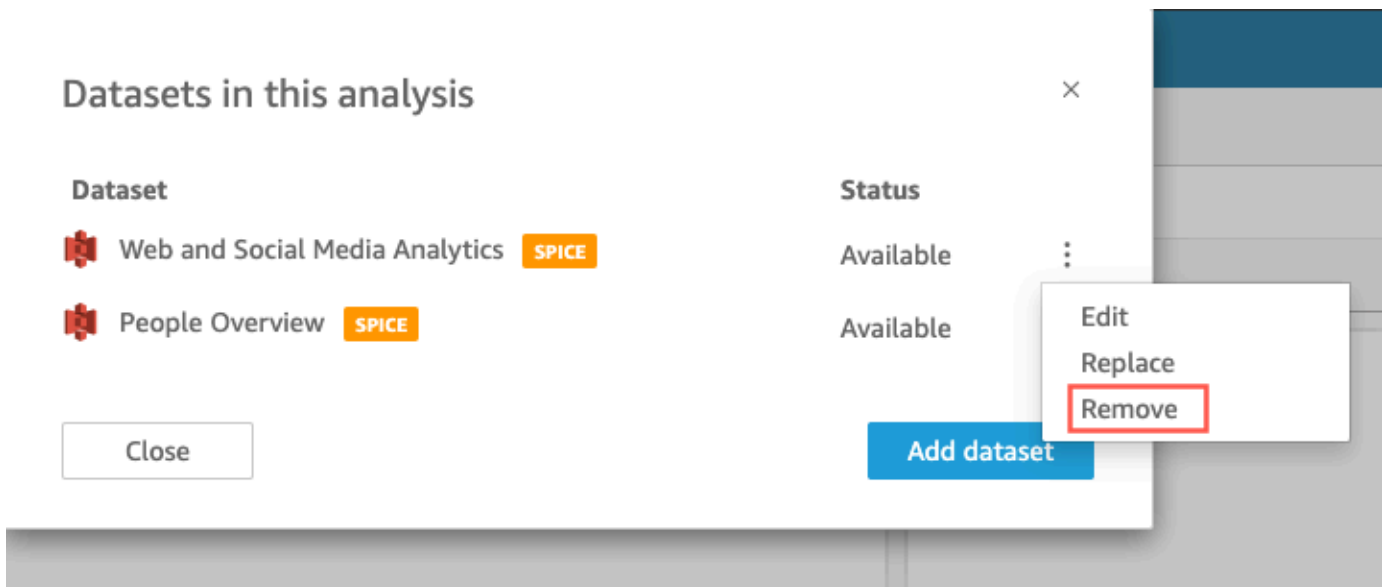 Datasets in this analysis
Dataset Status
Web and Social Media Analytics SPICE Available
People Overview SPICE Available
Edit
Replace
Remove
Close Add dataset